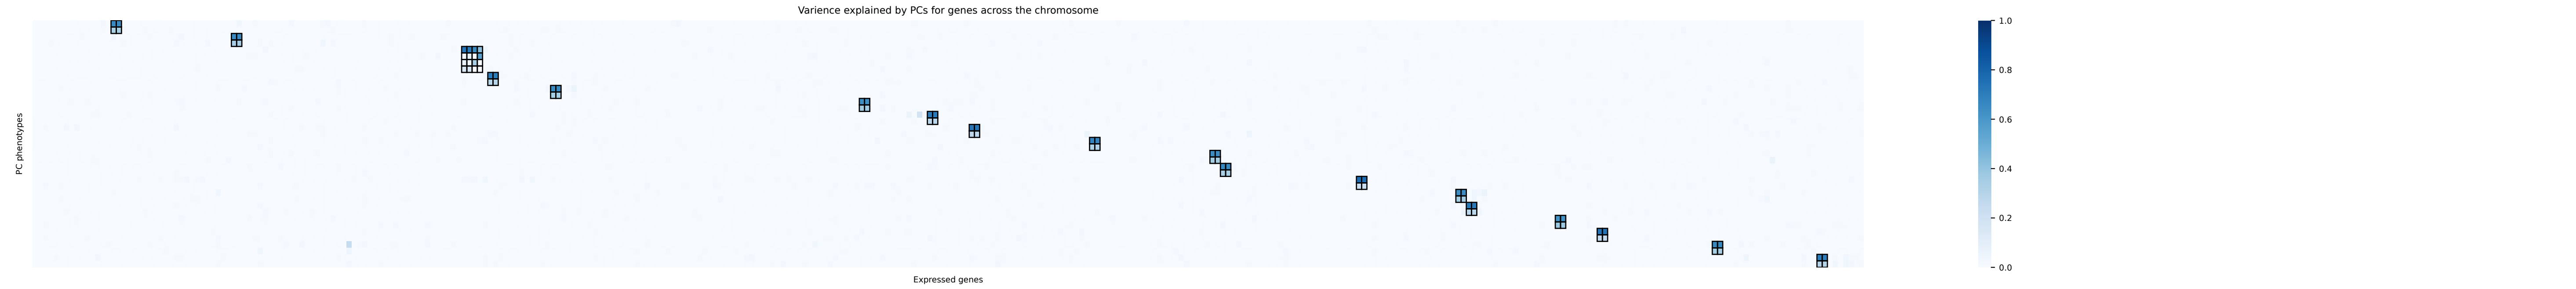 Varience explained by PCs for genes across the chromosome
PC phenotypes
Expressed genes
1.0
0.8
0.6
0.4
0.2
0.0